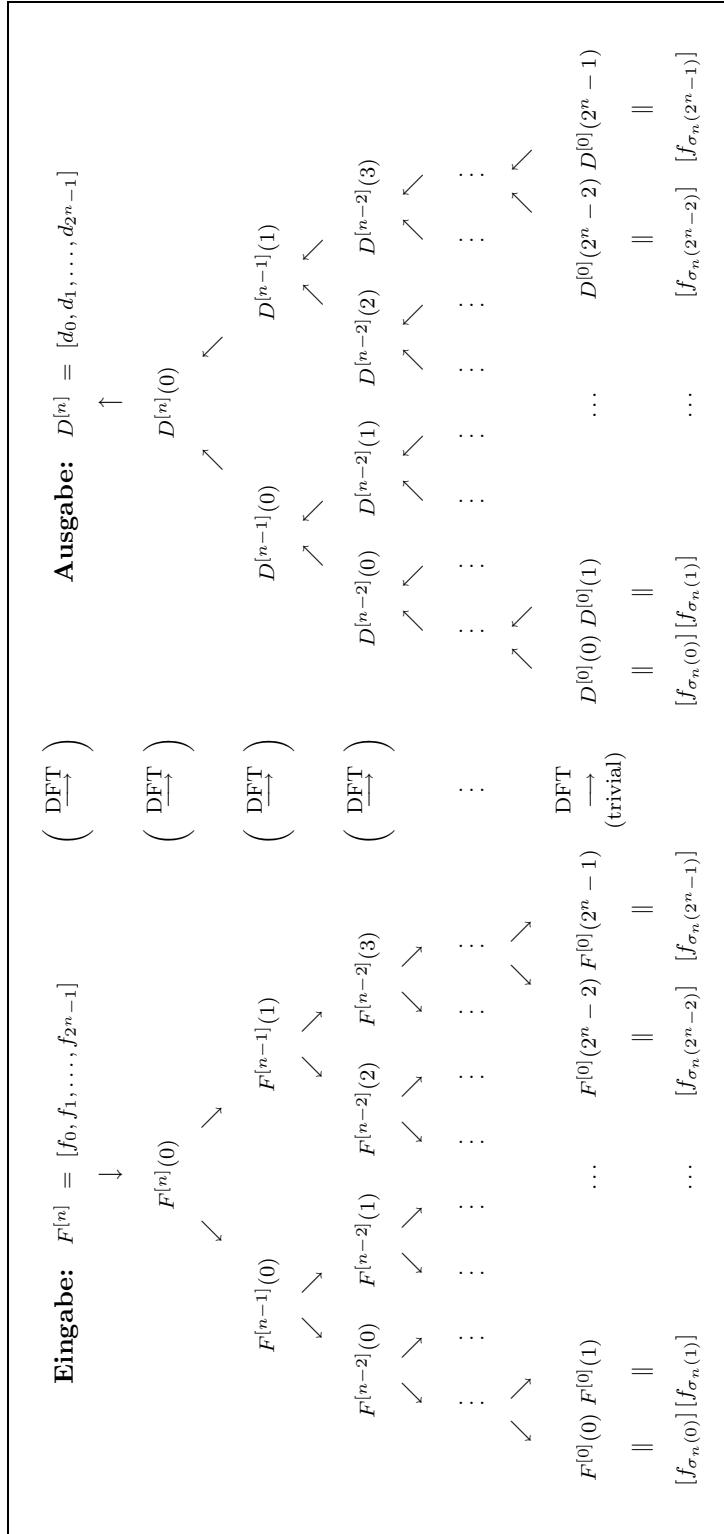 Eingabe: F^{[n]} = [f_0, f_1, …, f_{2^n−1}] ( DFT ⟶ ) Ausgabe: D^{[n]} = [d_0, d_1, …, d_{2^n−1}]
↓ ↑
F^{[n]}(0) ( DFT ⟶ ) D^{[n]}(0)
↙ ↘ ↗ ↖
F^{[n−1]}(0) F^{[n−1]}(1) ( DFT ⟶ ) D^{[n−1]}(0) D^{[n−1]}(1)
↙ ↘ ↙ ↘ ↗ ↖ ↗ ↖
F^{[n−2]}(0) F^{[n−2]}(1) F^{[n−2]}(2) F^{[n−2]}(3) ( DFT ⟶ ) D^{[n−2]}(0) D^{[n−2]}(1) D^{[n−2]}(2) D^{[n−2]}(3)
↙ ↘ ↙ ↘ ↙ ↘ ↙ ↘ ↗ ↖ ↗ ↖ ↗ ↖ ↗ ↖
… … … … … … … … … … … … … … … … …
↙ ↘ ↙ ↘ ↗ ↖ ↗ ↖
F^{[0]}(0) F^{[0]}(1) … F^{[0]}(2^n − 2) F^{[0]}(2^n − 1) DFT ⟶ (trivial) D^{[0]}(0) D^{[0]}(1) … D^{[0]}(2^n − 2) D^{[0]}(2^n − 1)
|| || || || || || || ||
[f_{σ_n(0)}] [f_{σ_n(1)}] … [f_{σ_n(2^n−2)}] [f_{σ_n(2^n−1)}] [f_{σ_n(0)}] [f_{σ_n(1)}] … [f_{σ_n(2^n−2)}] [f_{σ_n(2^n−1)}]